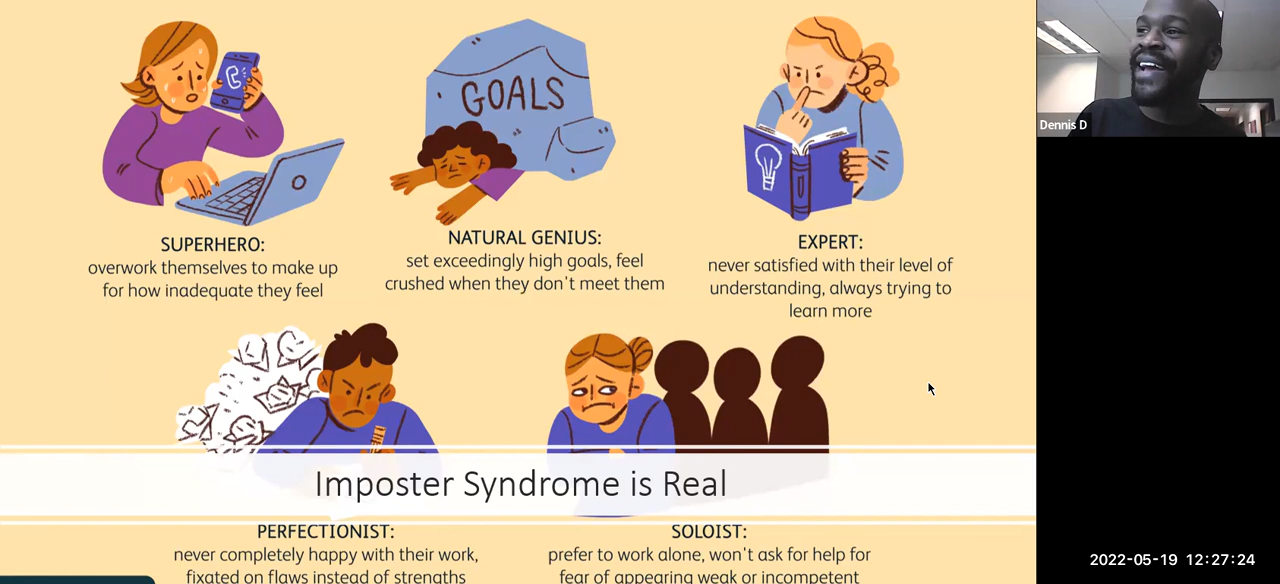 GOALS
Dennis D
SUPERHERO:
overwork themselves to make up
for how inadequate they feel
NATURAL GENIUS:
set exceedingly high goals, feel
crushed when they don't meet them
EXPERT:
never satisfied with their level of
understanding, always trying to
learn more
Imposter Syndrome is Real
PERFECTIONIST:
never completely happy with their work,
fixated on flaws instead of strengths
SOLOIST:
prefer to work alone, won't ask for help for
fear of appearing weak or incompetent
2022-05-19 12:27:24